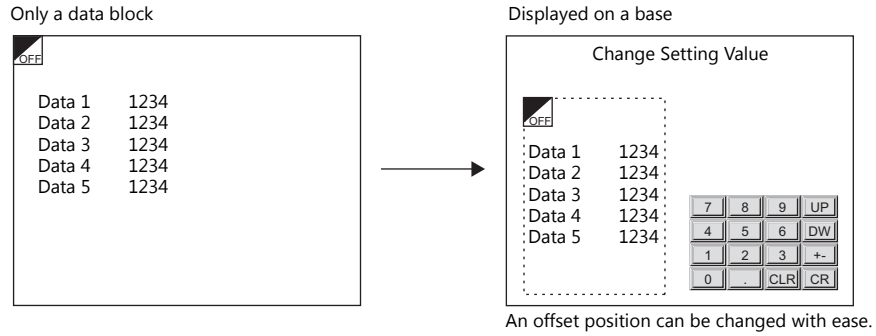 Only a data block
OFF
Data 1 1234
Data 2 1234
Data 3 1234
Data 4 1234
Data 5 1234
Displayed on a base
Change Setting Value
OFF
Data 1 1234
Data 2 1234
Data 3 1234
Data 4 1234
Data 5 1234
7 8 9 UP
4 5 6 DW
1 2 3 +-
0 . CLR CR
An offset position can be changed with ease.